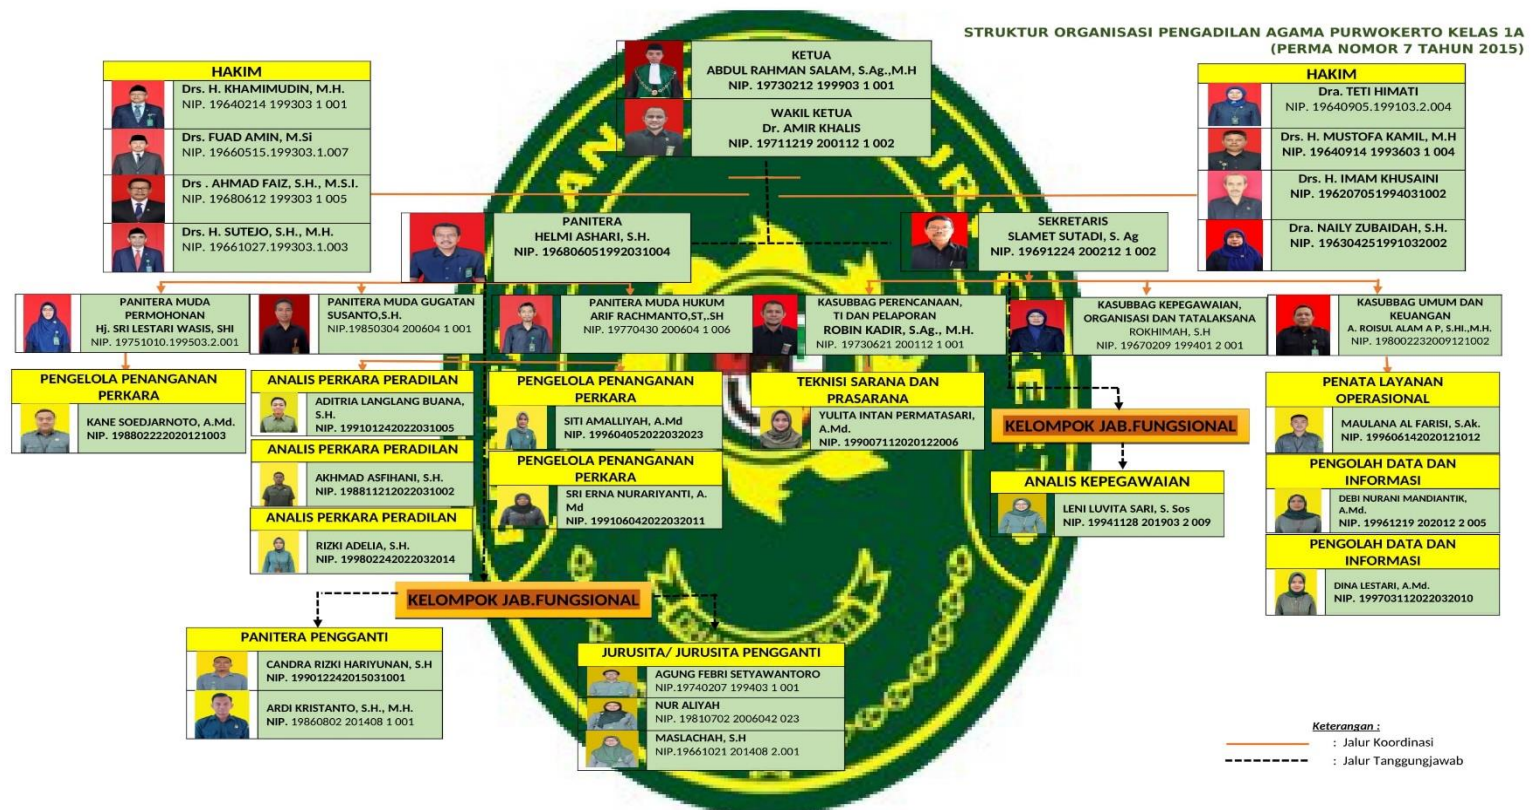 STRUKTUR ORGANISASI PENGADILAN AGAMA PURWOKERTO KELAS 1A
(PERMA NOMOR 7 TAHUN 2015)
KETUA
ABDUL RAHMAN SALAM, S.Ag.,M.H
NIP. 19730212 199903 1 001
WAKIL KETUA
Dr. AMIR KHALIS
NIP. 19711219 200112 1 002
HAKIM
Drs. H. KHAMIMUDIN, M.H.
NIP. 19640214 199303 1 001
Drs. FUAD AMIN, M.Si
NIP. 19660515.199303.1.007
Drs . AHMAD FAIZ, S.H., M.S.I.
NIP. 19680612 199303 1 005
Drs. H. SUTEJO, S.H., M.H.
NIP. 19661027.199303.1.003
HAKIM
Dra. TETI HIMATI
NIP. 19640905.199103.2.004
Drs. H. MUSTOFA KAMIL, M.H
NIP. 19640914 1993603 1 004
Drs. H. IMAM KHUSAINI
NIP. 196207051994031002
Dra. NAILY ZUBAIDAH, S.H.
NIP. 196304251991032002
PANITERA
HELMI ASHARI, S.H.
NIP. 196806051992031004
SEKRETARIS
SLAMET SUTADI, S. Ag
NIP. 19691224 200212 1 002
PANITERA MUDA
PERMOHONAN
Hj. SRI LESTARI WASIS, SHI
NIP. 19751010.199503.2.001
PANITERA MUDA GUGATAN
SUSANTO,S.H.
NIP.19850304 200604 1 001
PANITERA MUDA HUKUM
ARIF RACHMANTO,ST,.SH
NIP. 19770430 200604 1 006
KASUBBAG PERENCANAAN,
TI DAN PELAPORAN
ROBIN KADIR, S.Ag., M.H.
NIP. 19730621 200112 1 001
KASUBBAG KEPEGAWAIAN,
ORGANISASI DAN TATALAKSANA
ROKHIMAH, S.H
NIP. 19670209 199401 2 001
KASUBBAG UMUM DAN
KEUANGAN
A. ROISUL ALAM A P, S.HI.,M.H.
NIP. 198002232009121002
PENGELOLA PENANGANAN
PERKARA
KANE SOEDJARNOTO, A.Md.
NIP. 198802222020121003
ANALIS PERKARA PERADILAN
ADITRIA LANGLANG BUANA,
S.H.
NIP. 199101242022031005
ANALIS PERKARA PERADILAN
AKHMAD ASFIHANI, S.H.
NIP. 198811212022031002
ANALIS PERKARA PERADILAN
RIZKI ADELIA, S.H.
NIP. 199802242022032014
PENGELOLA PENANGANAN
PERKARA
SITI AMALLIYAH, A.Md
NIP. 199604052022032023
PENGELOLA PENANGANAN
PERKARA
SRI ERNA NURARIYANTI, A.
Md
NIP. 199106042022032011
TEKNISI SARANA DAN
PRASARANA
YULITA INTAN PERMATASARI,
A.Md.
NIP. 199007112020122006
KELOMPOK JAB.FUNGSIONAL
ANALIS KEPEGAWAIAN
LENI LUVITA SARI, S. Sos
NIP. 19941128 201903 2 009
PENATA LAYANAN
OPERASIONAL
MAULANA AL FARISI, S.Ak.
NIP. 199606142020121012
PENGOLAH DATA DAN
INFORMASI
DEBI NURANI MANDIANTIK,
A.Md.
NIP. 19961219 202012 2 005
PENGOLAH DATA DAN
INFORMASI
DINA LESTARI, A.Md.
NIP. 199703112022032010
KELOMPOK JAB.FUNGSIONAL
PANITERA PENGGANTI
CANDRA RIZKI HARIYUNAN, S.H
NIP. 199012242015031001
ARDI KRISTANTO, S.H., M.H.
NIP. 19860802 201408 1 001
JURUSITA/ JURUSITA PENGGANTI
AGUNG FEBRI SETYAWANTORO
NIP.19740207 199403 1 001
NUR ALIYAH
NIP. 19810702 2006042 023
MASLACHAH, S.H
NIP.19661021 201408 2.001
Keterangan :
: Jalur Koordinasi
: Jalur Tanggungjawab